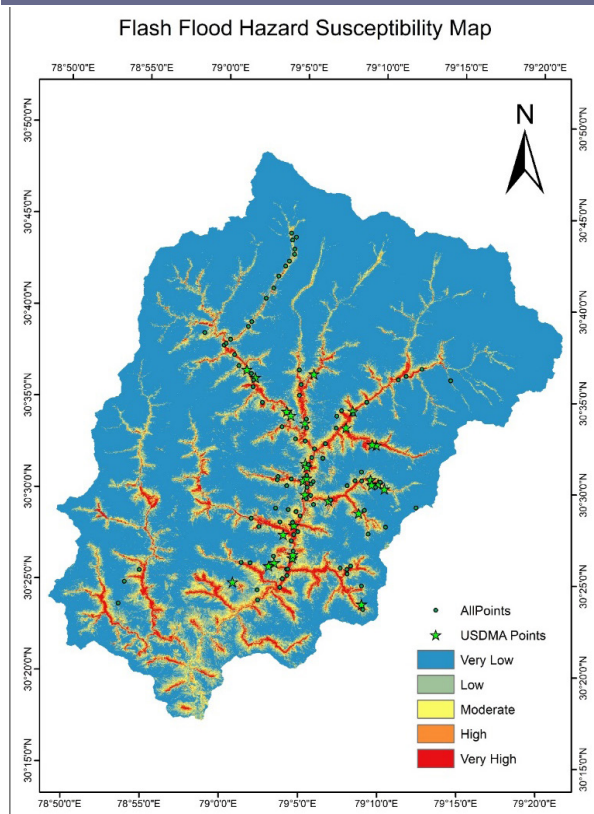 Flash Flood Hazard Susceptibility Map
78°50'0"E 78°55'0"E 79°0'0"E 79°5'0"E 79°10'0"E 79°15'0"E 79°20'0"E
N
30°50'0"N 30°50'0"N
30°45'0"N 30°45'0"N
30°40'0"N 30°40'0"N
30°35'0"N 30°35'0"N
30°30'0"N 30°30'0"N
30°25'0"N 30°25'0"N
30°20'0"N 30°20'0"N
30°15'0"N 30°15'0"N
AllPoints
USDMA Points
Very Low
Low
Moderate
High
Very High
78°50'0"E 78°55'0"E 79°0'0"E 79°5'0"E 79°10'0"E 79°15'0"E 79°20'0"E